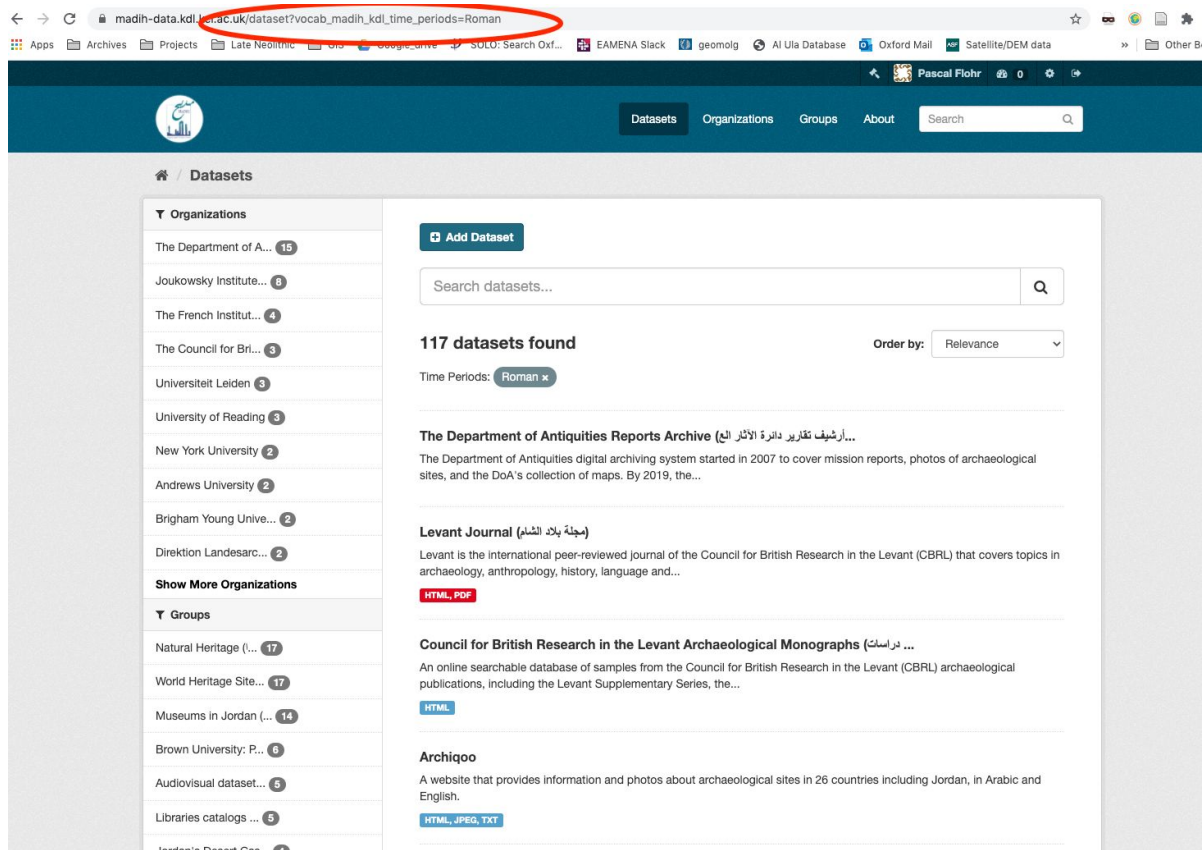 madih-data.kdl.kcl.ac.uk/dataset?vocab_madih_kdl_time_periods=Roman
Apps Archives Projects Late Neolithic GIS Google_drive SOLO: Search Oxf... EAMENA Slack geomolg Al Ula Database Oxford Mail Satellite/DEM data » Other B
Pascal Flohr 0
Datasets Organizations Groups About Search
/ Datasets
Organizations
The Department of A... 15
Joukowsky Institute... 8
The French Institut... 4
The Council for Bri... 3
Universiteit Leiden 3
University of Reading 3
New York University 2
Andrews University 2
Brigham Young Unive... 2
Direktion Landesarc... 2
Show More Organizations
Groups
Natural Heritage (... 17
World Heritage Site... 17
Museums in Jordan (... 14
Brown University: P... 6
Audiovisual dataset... 5
Libraries catalogs ... 5
Add Dataset
Search datasets...
117 datasets found
Order by: Relevance
Time Periods: Roman ×
The Department of Antiquities Reports Archive (أرشيف تقارير دائرة الآثار الع...
The Department of Antiquities digital archiving system started in 2007 to cover mission reports, photos of archaeological
sites, and the DoA's collection of maps. By 2019, the...
Levant Journal (مجلة بلاد الشام)
Levant is the international peer-reviewed journal of the Council for British Research in the Levant (CBRL) that covers topics in
archaeology, anthropology, history, language and...
HTML, PDF
Council for British Research in the Levant Archaeological Monographs (دراسات ...
An online searchable database of samples from the Council for British Research in the Levant (CBRL) archaeological
publications, including the Levant Supplementary Series, the...
HTML
Archiqoo
A website that provides information and photos about archaeological sites in 26 countries including Jordan, in Arabic and
English.
HTML, JPEG, TXT